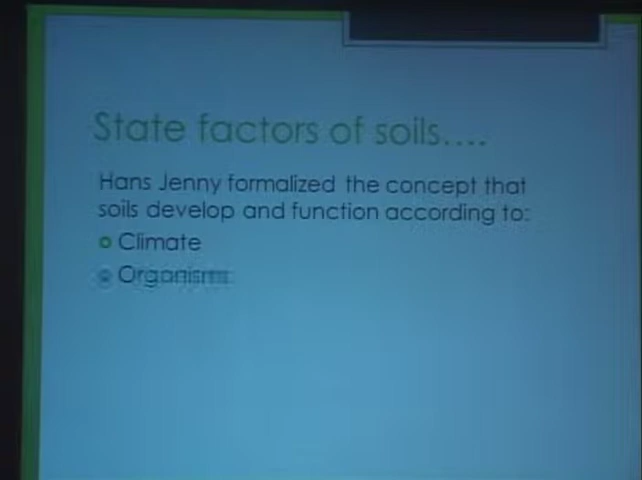 State factors of soils....
Hans Jenny formalized the concept that
soils develop and function according to:
Climate
Organisms